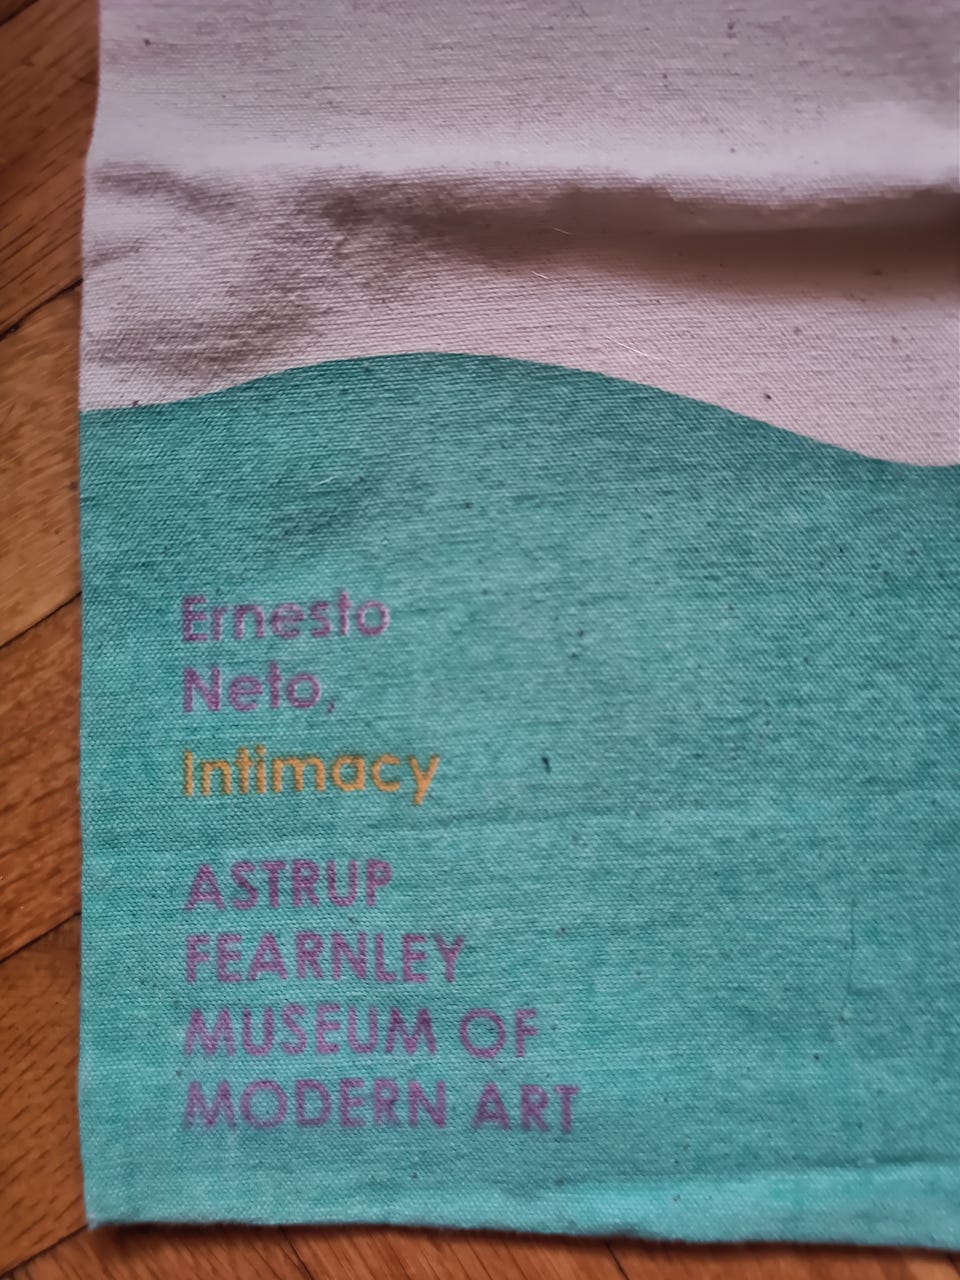 Ernesto
Neto,
Intimacy
ASTRUP
FEARNLEY
MUSEUM OF
MODERN ART